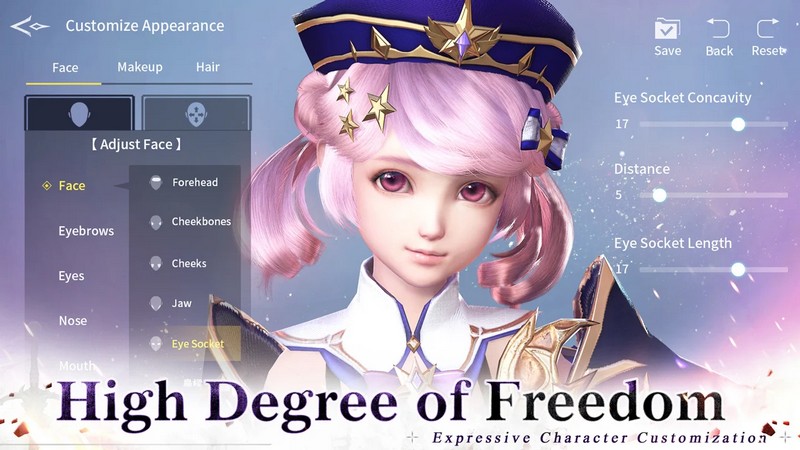 Customize Appearance
Save
Back
Reset
Face
Makeup
Hair
【 Adjust Face 】
Face
Eyebrows
Eyes
Nose
Mouth
Forehead
Cheekbones
Cheeks
Jaw
Eye Socket
Eye Socket Concavity
17
Distance
5
Eye Socket Length
17
High Degree of Freedom
Expressive Character Customization